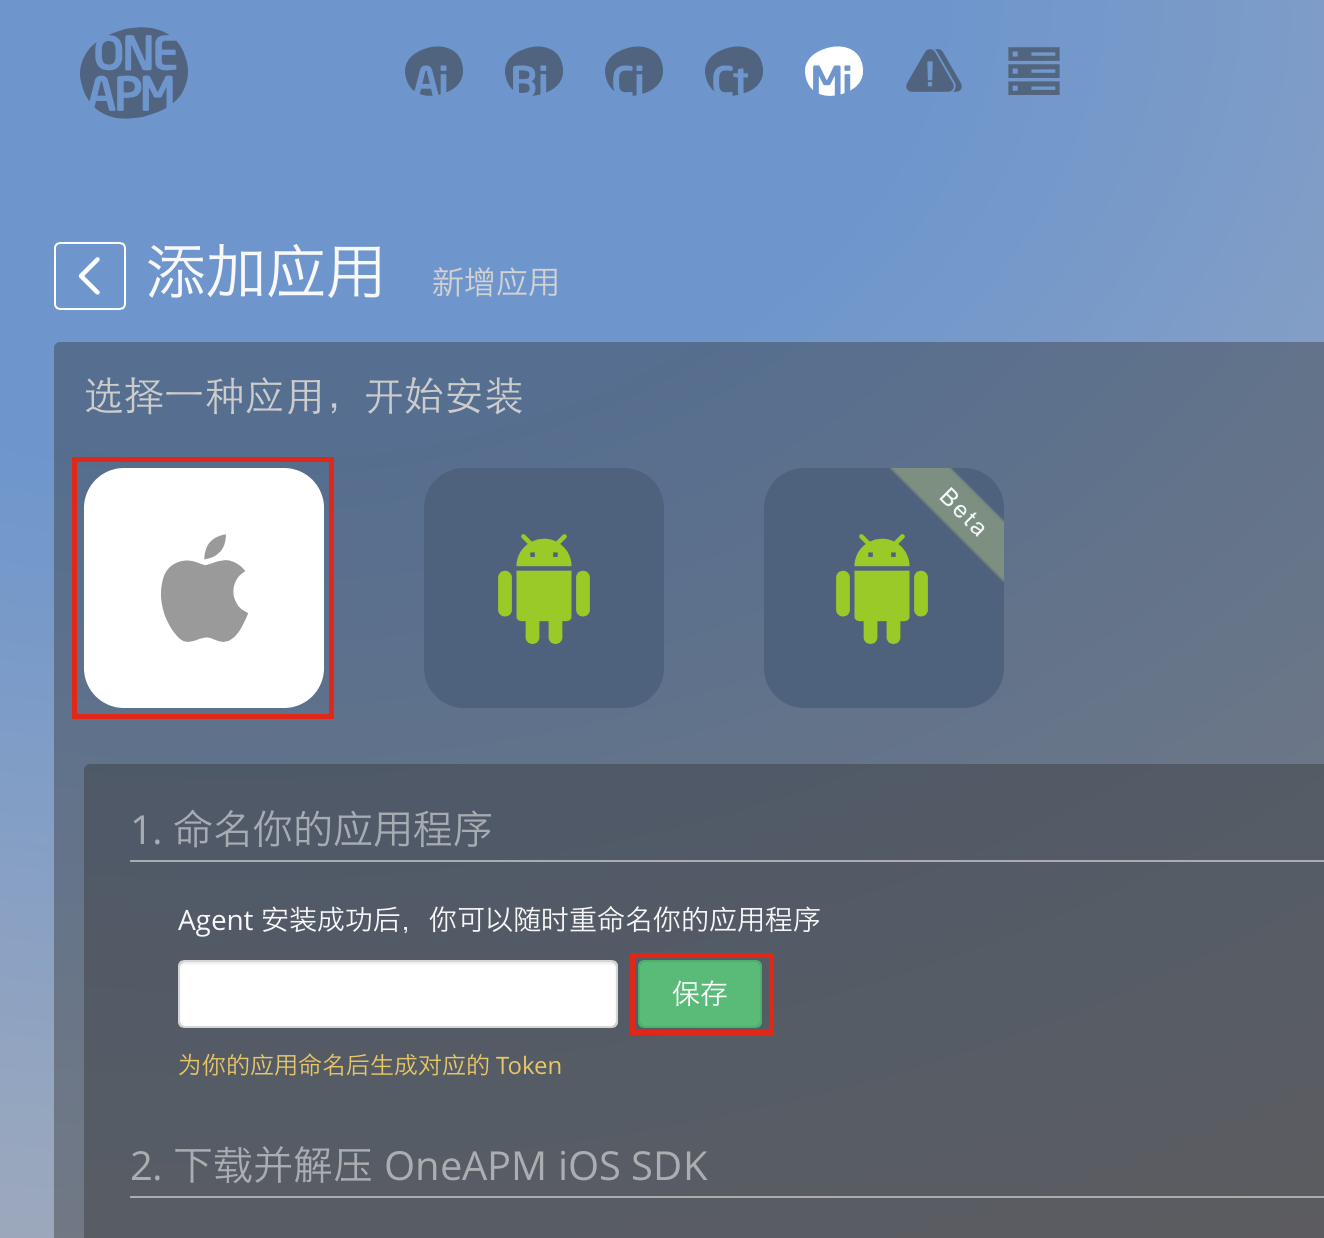 ONE
APM
Ai Bi Ci Ct Mi
添加应用 新增应用
选择一种应用，开始安装
Beta
1. 命名你的应用程序
Agent 安装成功后，你可以随时重命名你的应用程序
保存
为你的应用命名后生成对应的 Token
2. 下载并解压 OneAPM iOS SDK